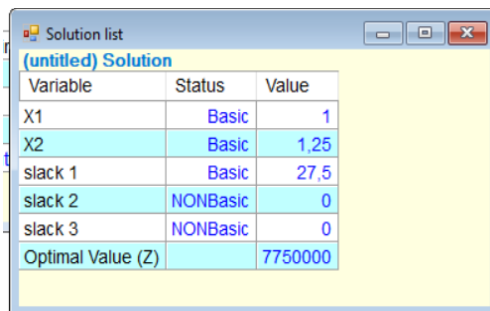 Solution list
(untitled) Solution
Variable Status Value
X1 Basic 1
X2 Basic 1,25
slack 1 Basic 27,5
slack 2 NONBasic 0
slack 3 NONBasic 0
Optimal Value (Z) 7750000